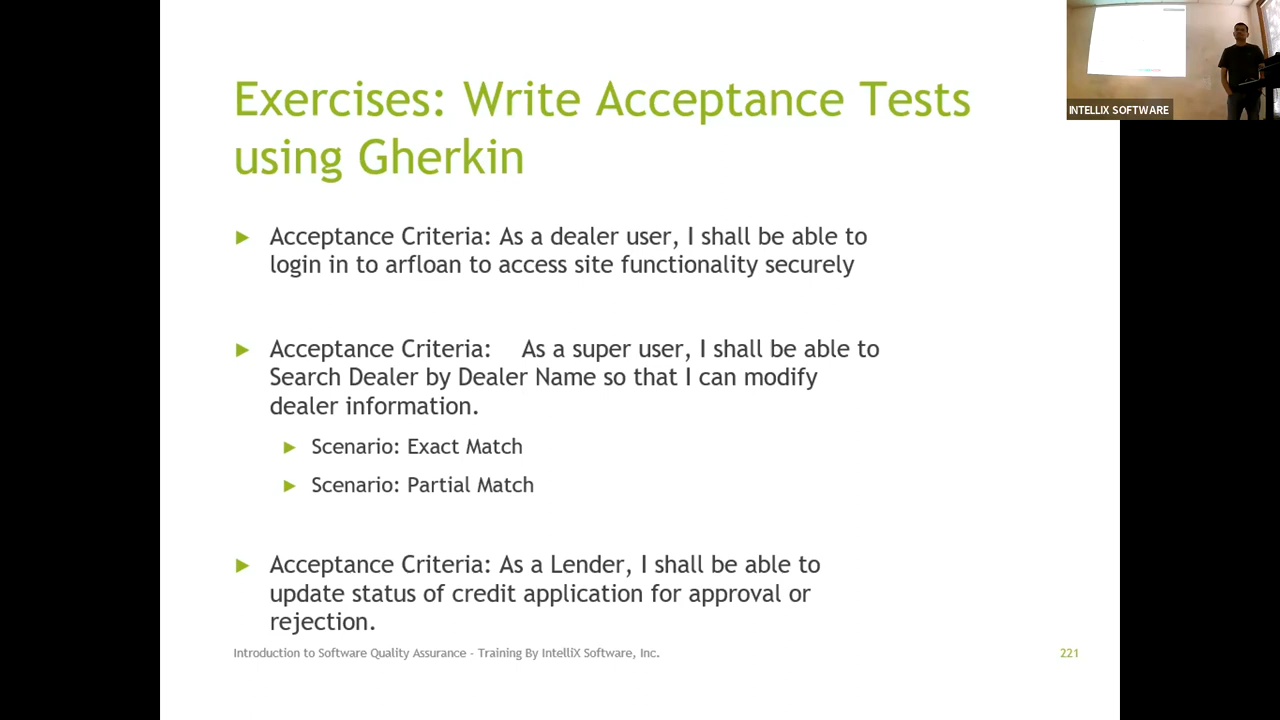 Exercises: Write Acceptance Tests
using Gherkin
Acceptance Criteria: As a dealer user, I shall be able to
login in to arfloan to access site functionality securely
Acceptance Criteria: As a super user, I shall be able to
Search Dealer by Dealer Name so that I can modify
dealer information.
Scenario: Exact Match
Scenario: Partial Match
Acceptance Criteria: As a Lender, I shall be able to
update status of credit application for approval or
rejection.
Introduction to Software Quality Assurance - Training By IntelliX Software, Inc.
221
INTELLIX SOFTWARE